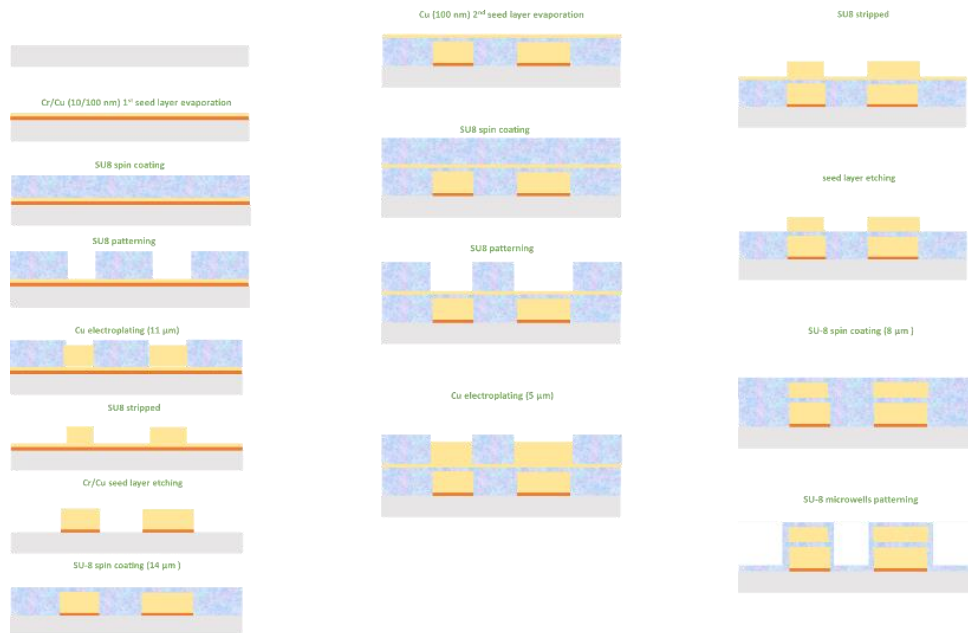 Cr/Cu (10/100 nm) 1st seed layer evaporation
SU8 spin coating
SU8 patterning
Cu electroplating (11 µm)
SU8 stripped
Cr/Cu seed layer etching
SU-8 spin coating (14 µm )
Cu (100 nm) 2nd seed layer evaporation
SU8 spin coating
SU8 patterning
Cu electroplating (5 µm)
SU8 stripped
seed layer etching
SU-8 spin coating (8 µm )
SU-8 microwells patterning